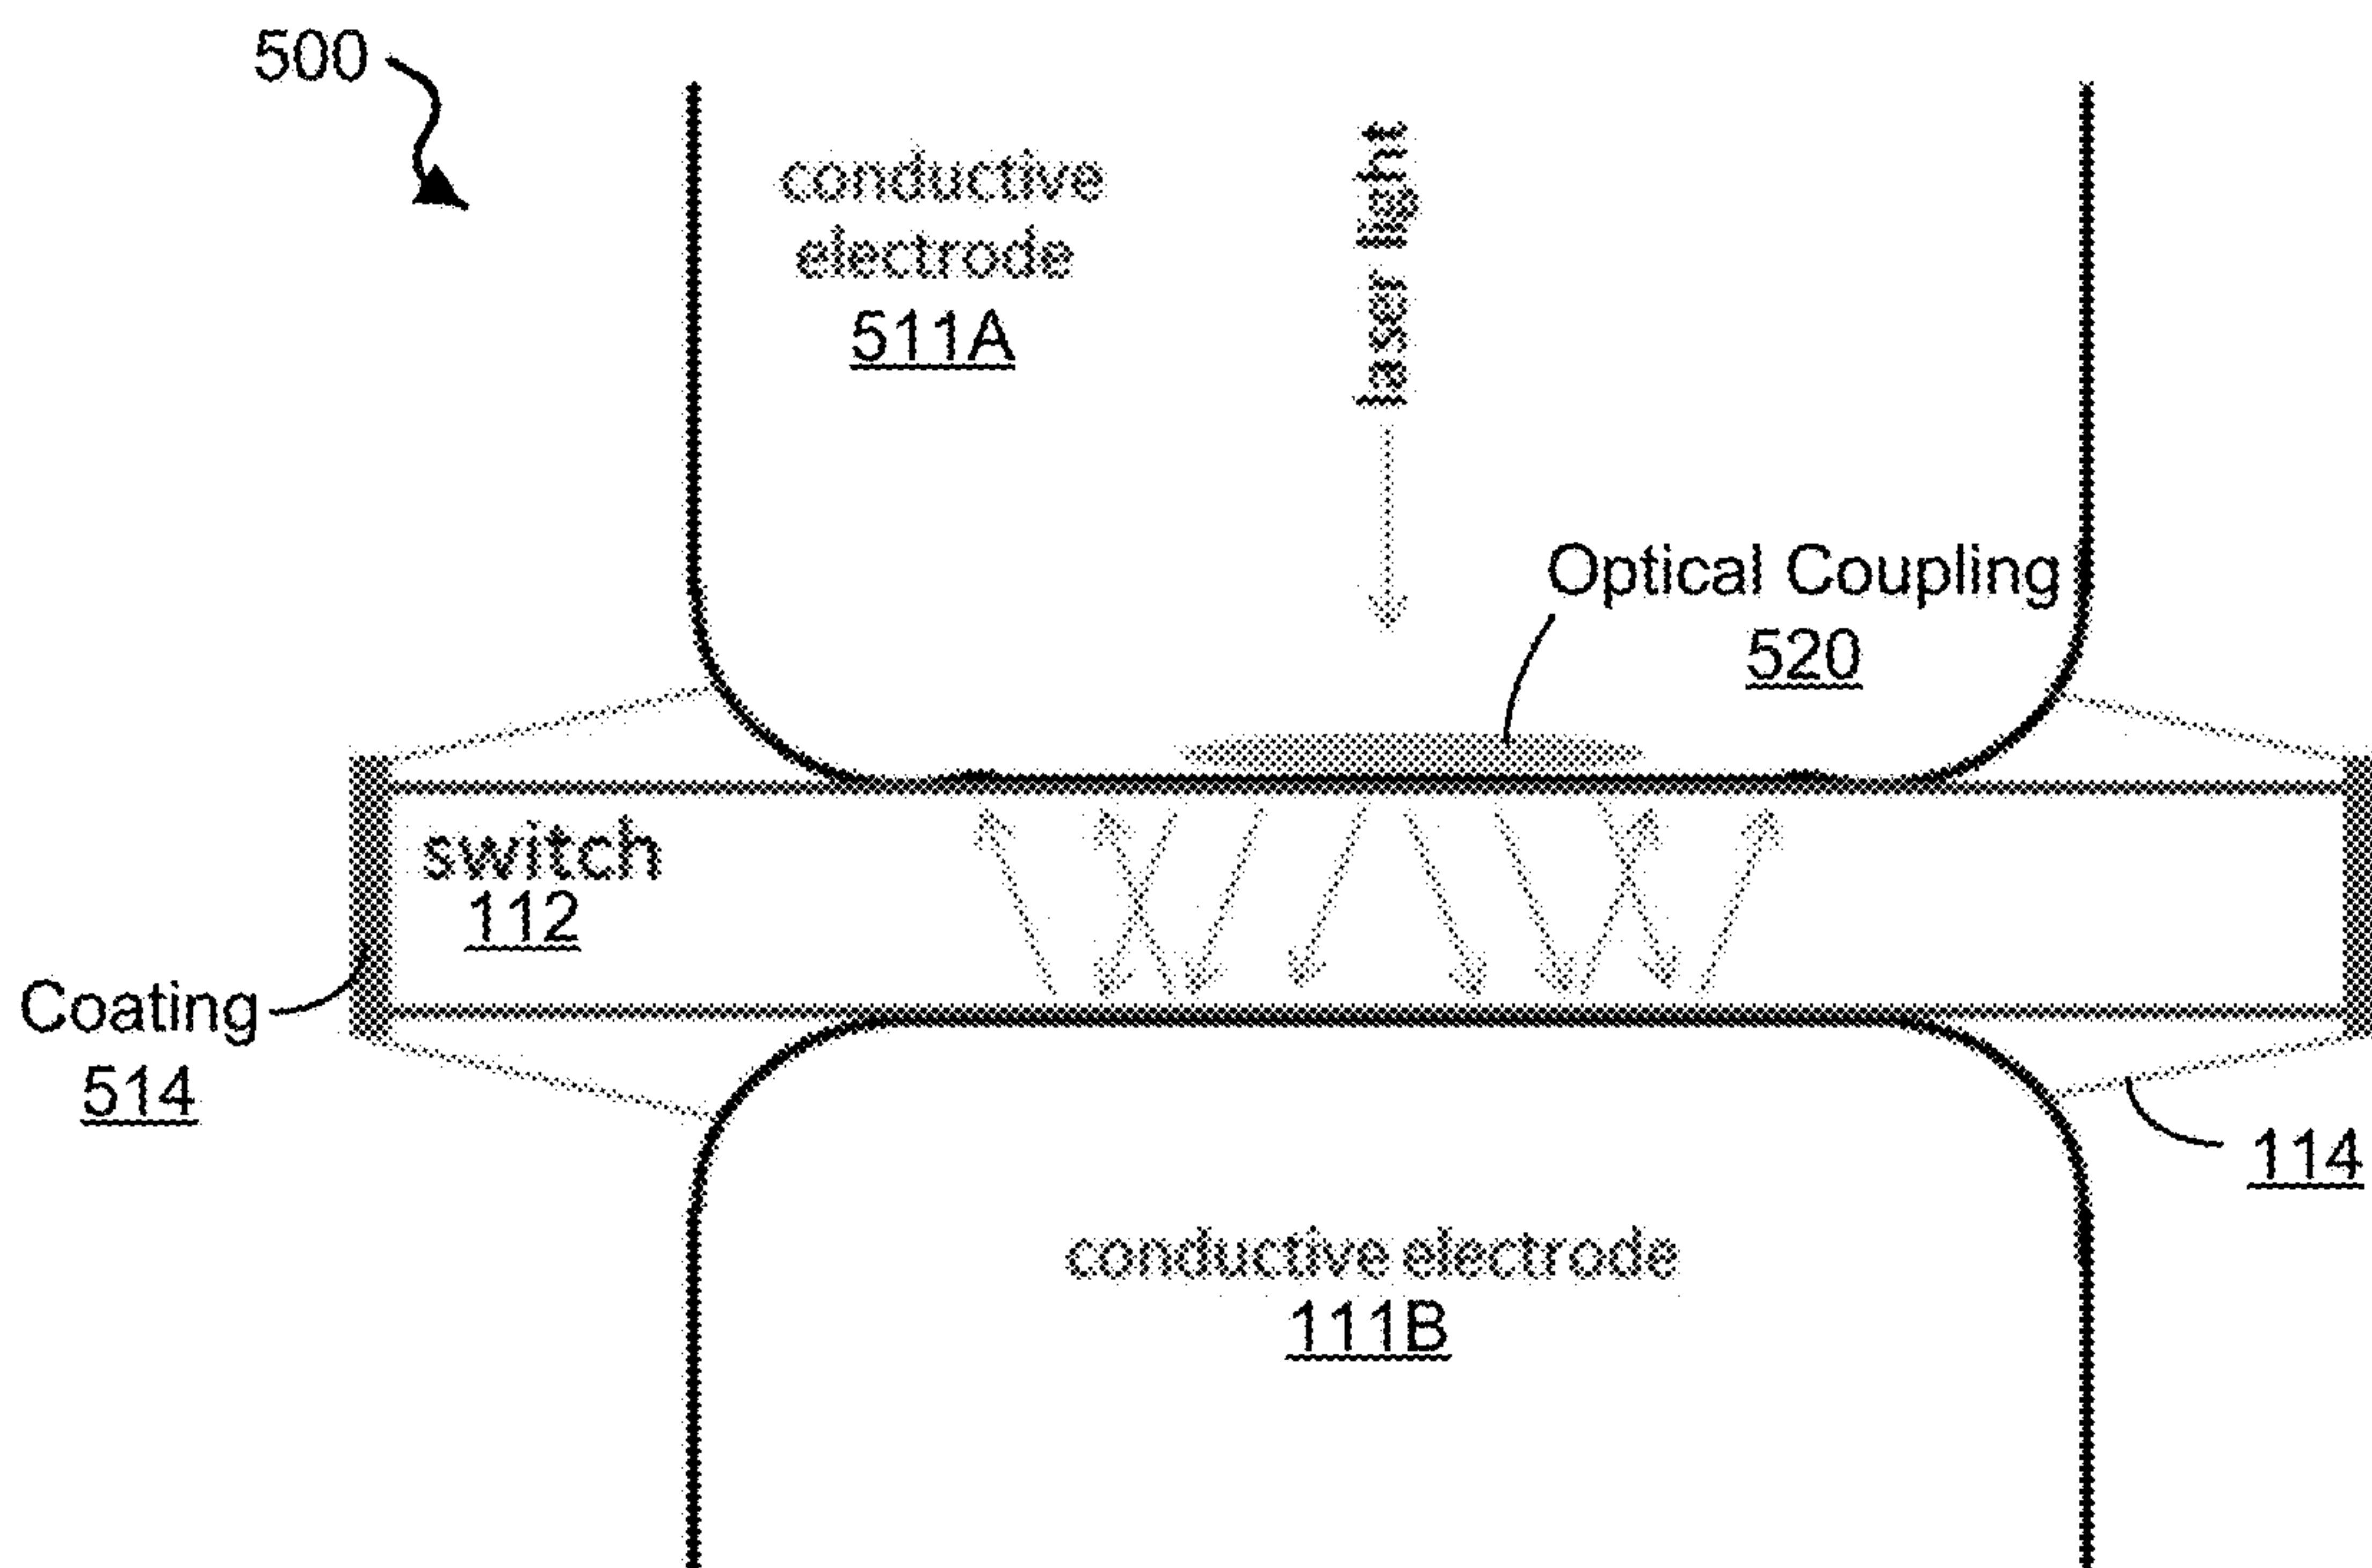 500
conductive
electrode
511A
laser light
Optical Coupling
520
switch
112
Coating
514
114
conductive electrode
111B